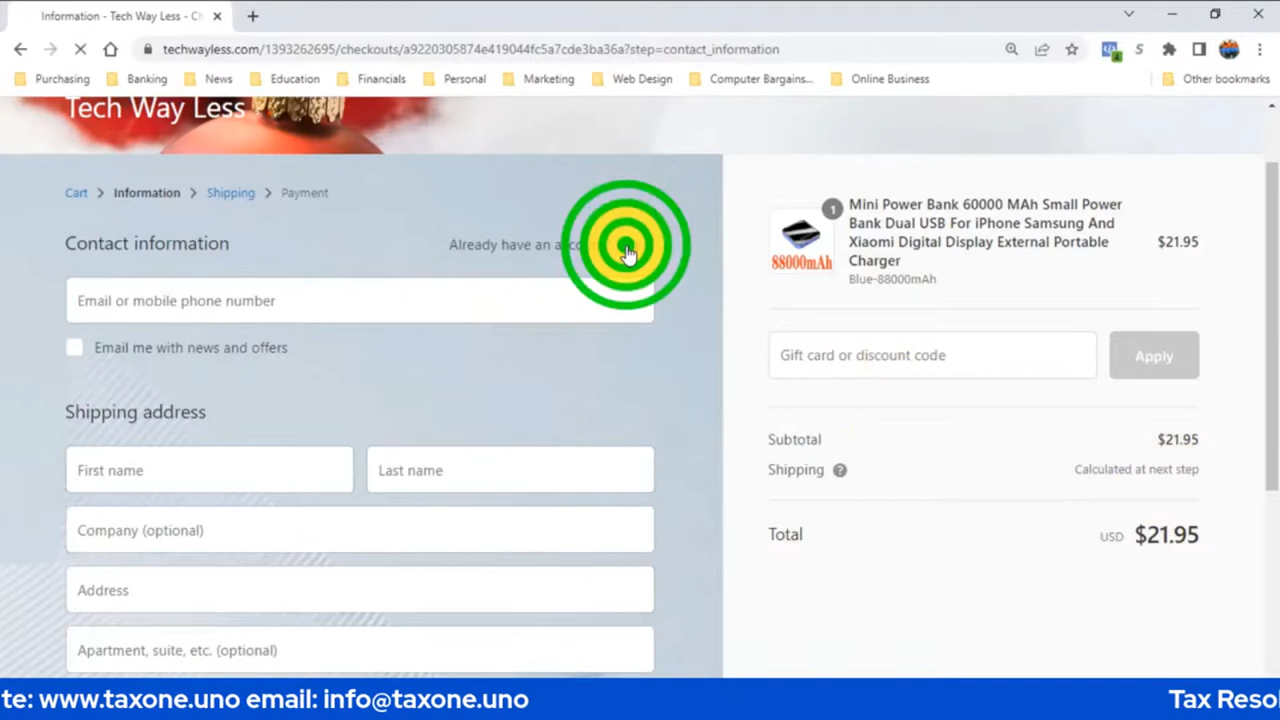 Information - Tech Way Less - Ch
techwayless.com/1393262695/checkouts/a9220305874e419044fc5a7cde3ba36a?step=contact_information
Purchasing Banking News Education Financials Personal Marketing Web Design Computer Bargains... Online Business Other bookmarks
Tech Way Less
Cart > Information > Shipping > Payment
Contact information
Already have an
Email or mobile phone number
Email me with news and offers
Shipping address
First name
Last name
Company (optional)
Address
Apartment, suite, etc. (optional)
1
88000mAh
Mini Power Bank 60000 MAh Small Power
Bank Dual USB For iPhone Samsung And
Xiaomi Digital Display External Portable
Charger
Blue-88000mAh
$21.95
Gift card or discount code
Apply
Subtotal $21.95
Shipping ? Calculated at next step
Total USD $21.95
te: www.taxone.uno email: info@taxone.uno
Tax Resol